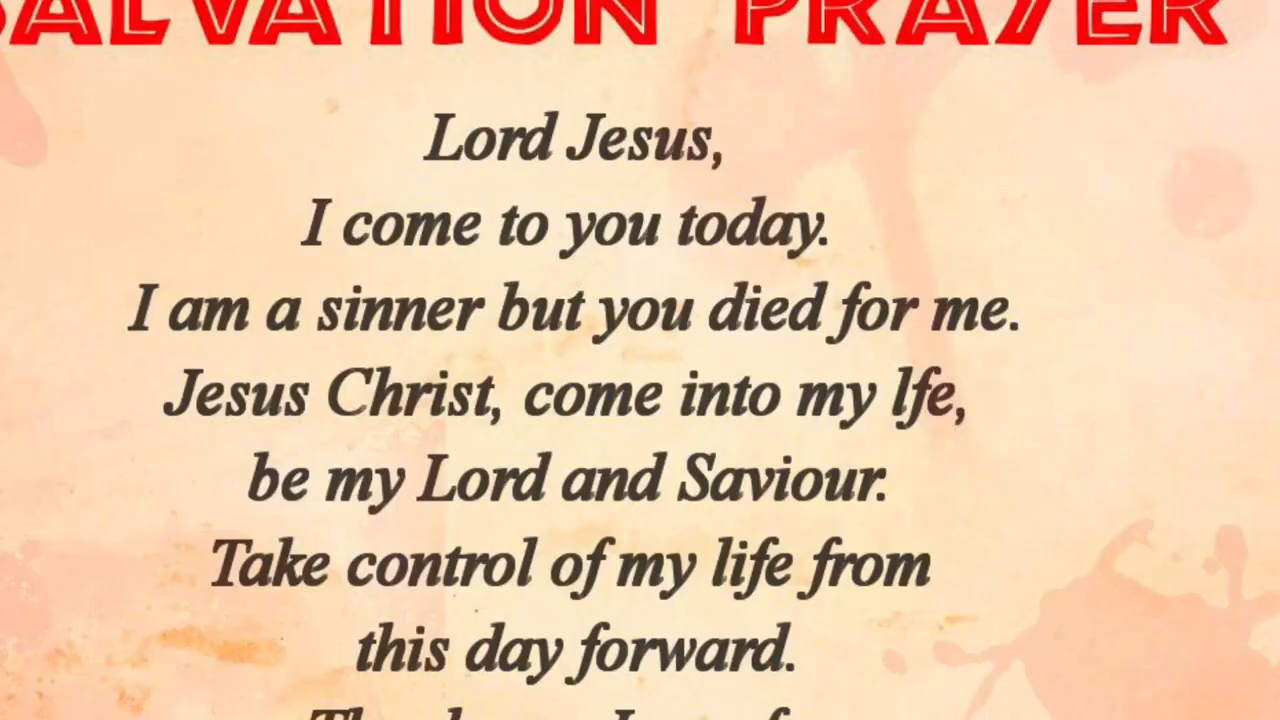 SALVATION PRAYER
Lord Jesus,
I come to you today.
I am a sinner but you died for me.
Jesus Christ, come into my lfe,
be my Lord and Saviour.
Take control of my life from
this day forward.